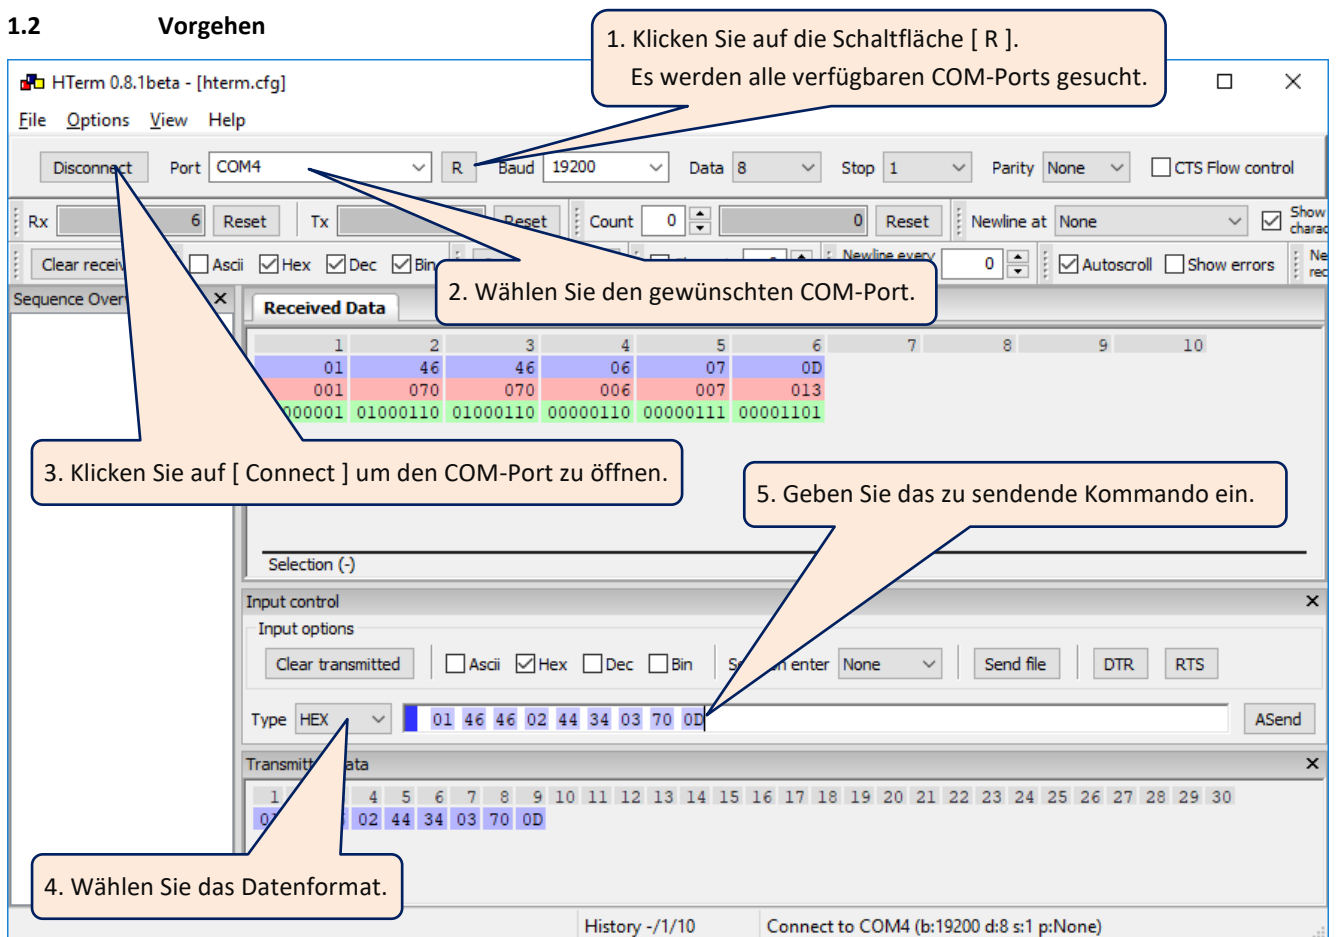 1.2 Vorgehen
1. Klicken Sie auf die Schaltfläche [ R ].
Es werden alle verfügbaren COM-Ports gesucht.
HTerm 0.8.1beta - [hterm.cfg]
File Options View Help
Disconnect Port COM4 R Baud 19200 Data 8 Stop 1 Parity None CTS Flow control
Rx 6 Reset Tx Reset Count 0 0 Reset Newline at None Show
Clear Ascii Hex Dec Bin Newline every 0 Autoscroll Show errors
2. Wählen Sie den gewünschten COM-Port.
Sequence
Received Data
1 2 3 4 5 6 7 8 9 10
01 46 46 06 07 0D
001 070 070 006 007 013
01000110 01000110 00000110 00000111 00001101
3. Klicken Sie auf [ Connect ] um den COM-Port zu öffnen.
5. Geben Sie das zu sendende Kommando ein.
Selection (-)
Input control
Input options
Clear transmitted Ascii Hex Dec Bin enter None Send file DTR RTS
Type HEX 01 46 46 02 44 34 03 70 0D ASend
1 4 5 6 7 8 9 10 11 12 13 14 15 16 17 18 19 20 21 22 23 24 25 26 27 28 29 30
02 44 34 03 70 0D
4. Wählen Sie das Datenformat.
History -/1/10 Connect to COM4 (b:19200 d:8 s:1 p:None)